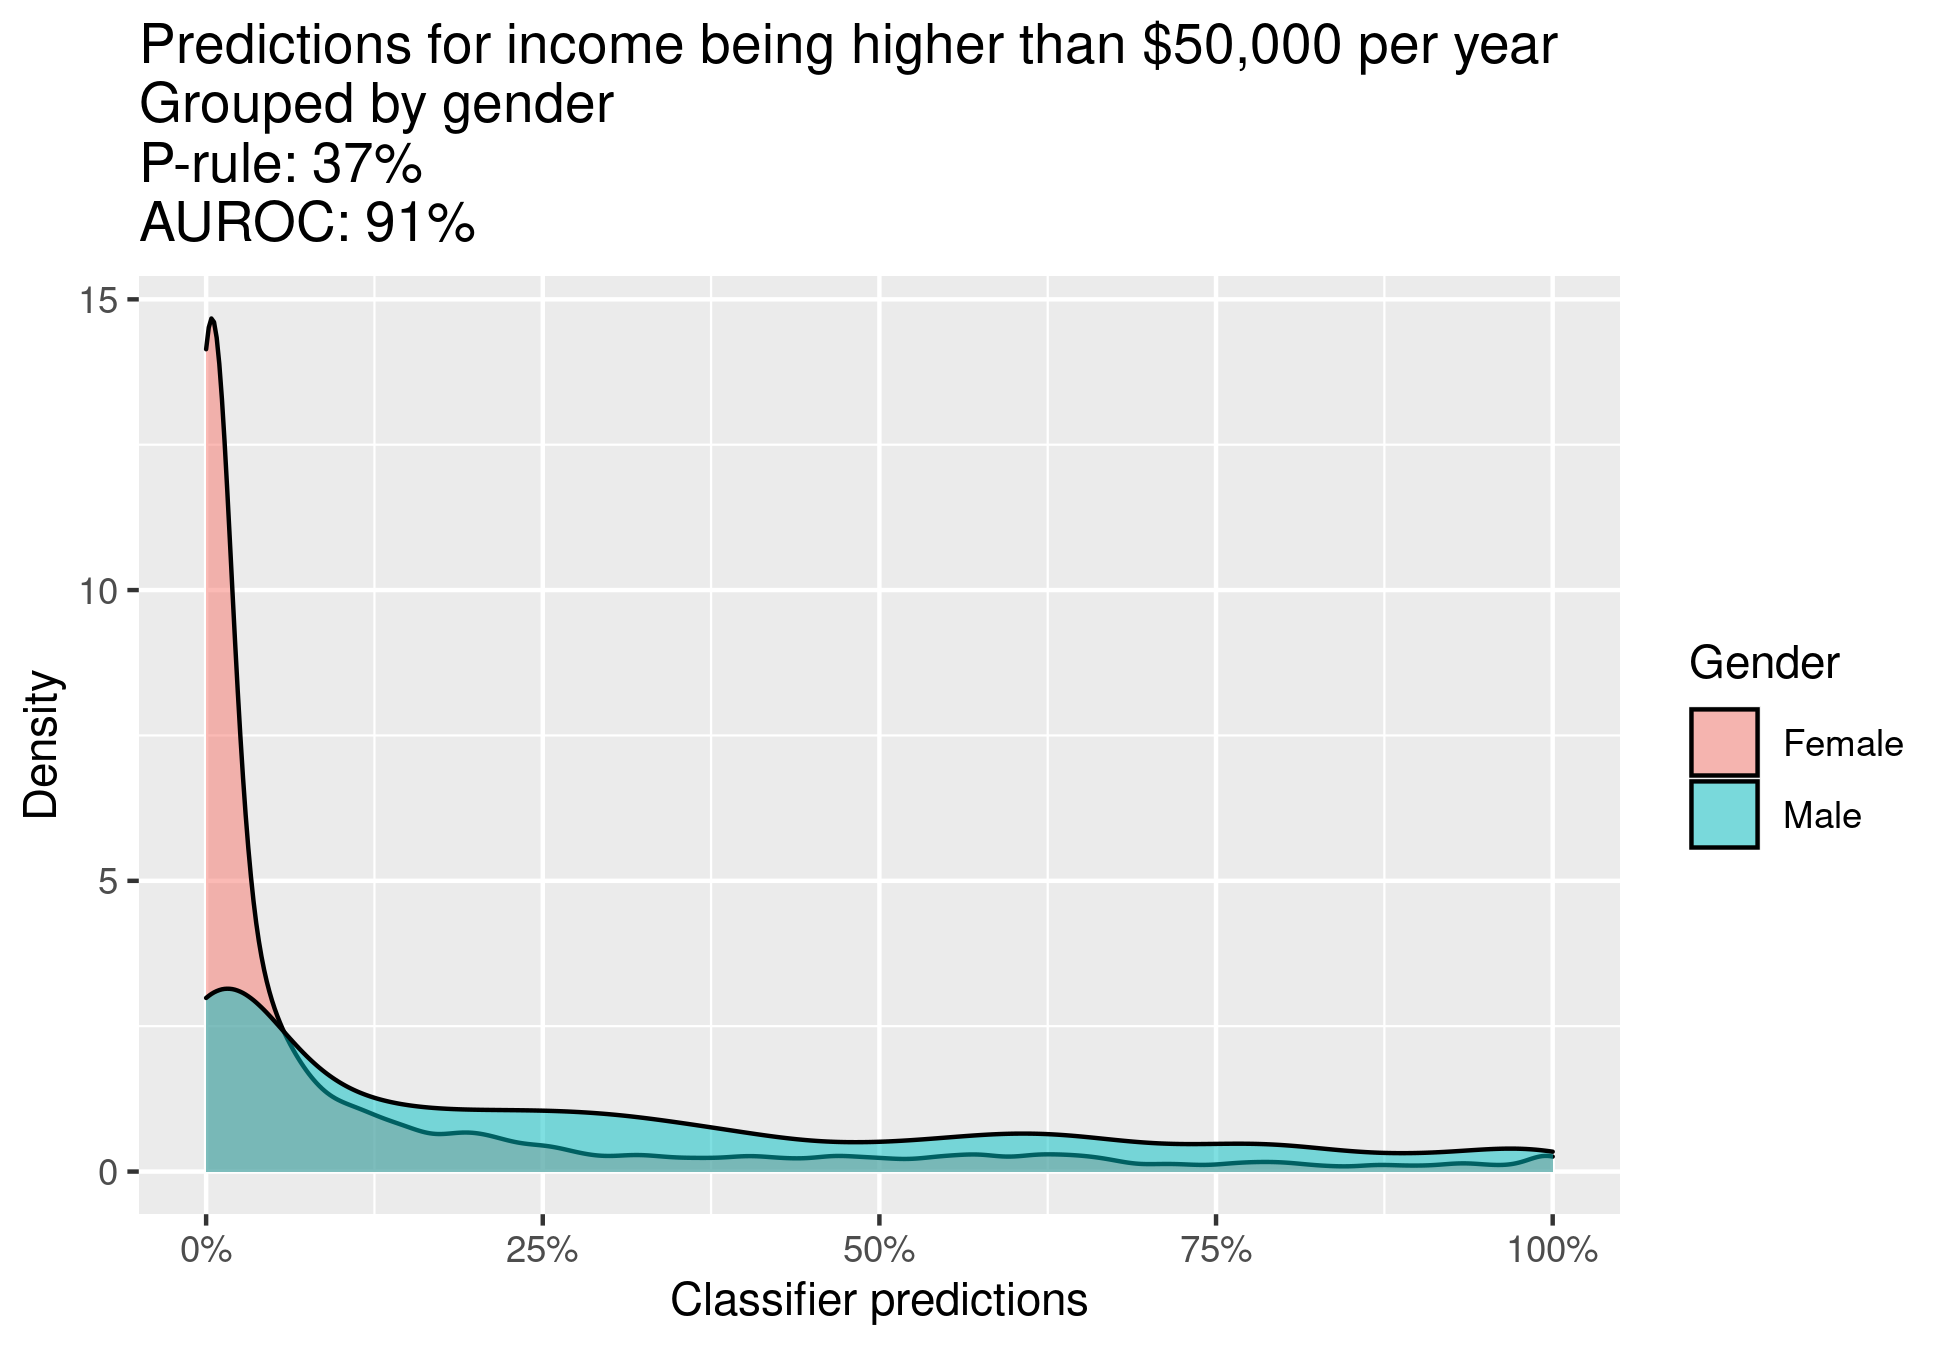 Predictions for income being higher than $50,000 per year
Grouped by gender
P-rule: 37%
AUROC: 91%
15
10
5
0
Density
0%
25%
50%
75%
100%
Classifier predictions
Gender
Female
Male